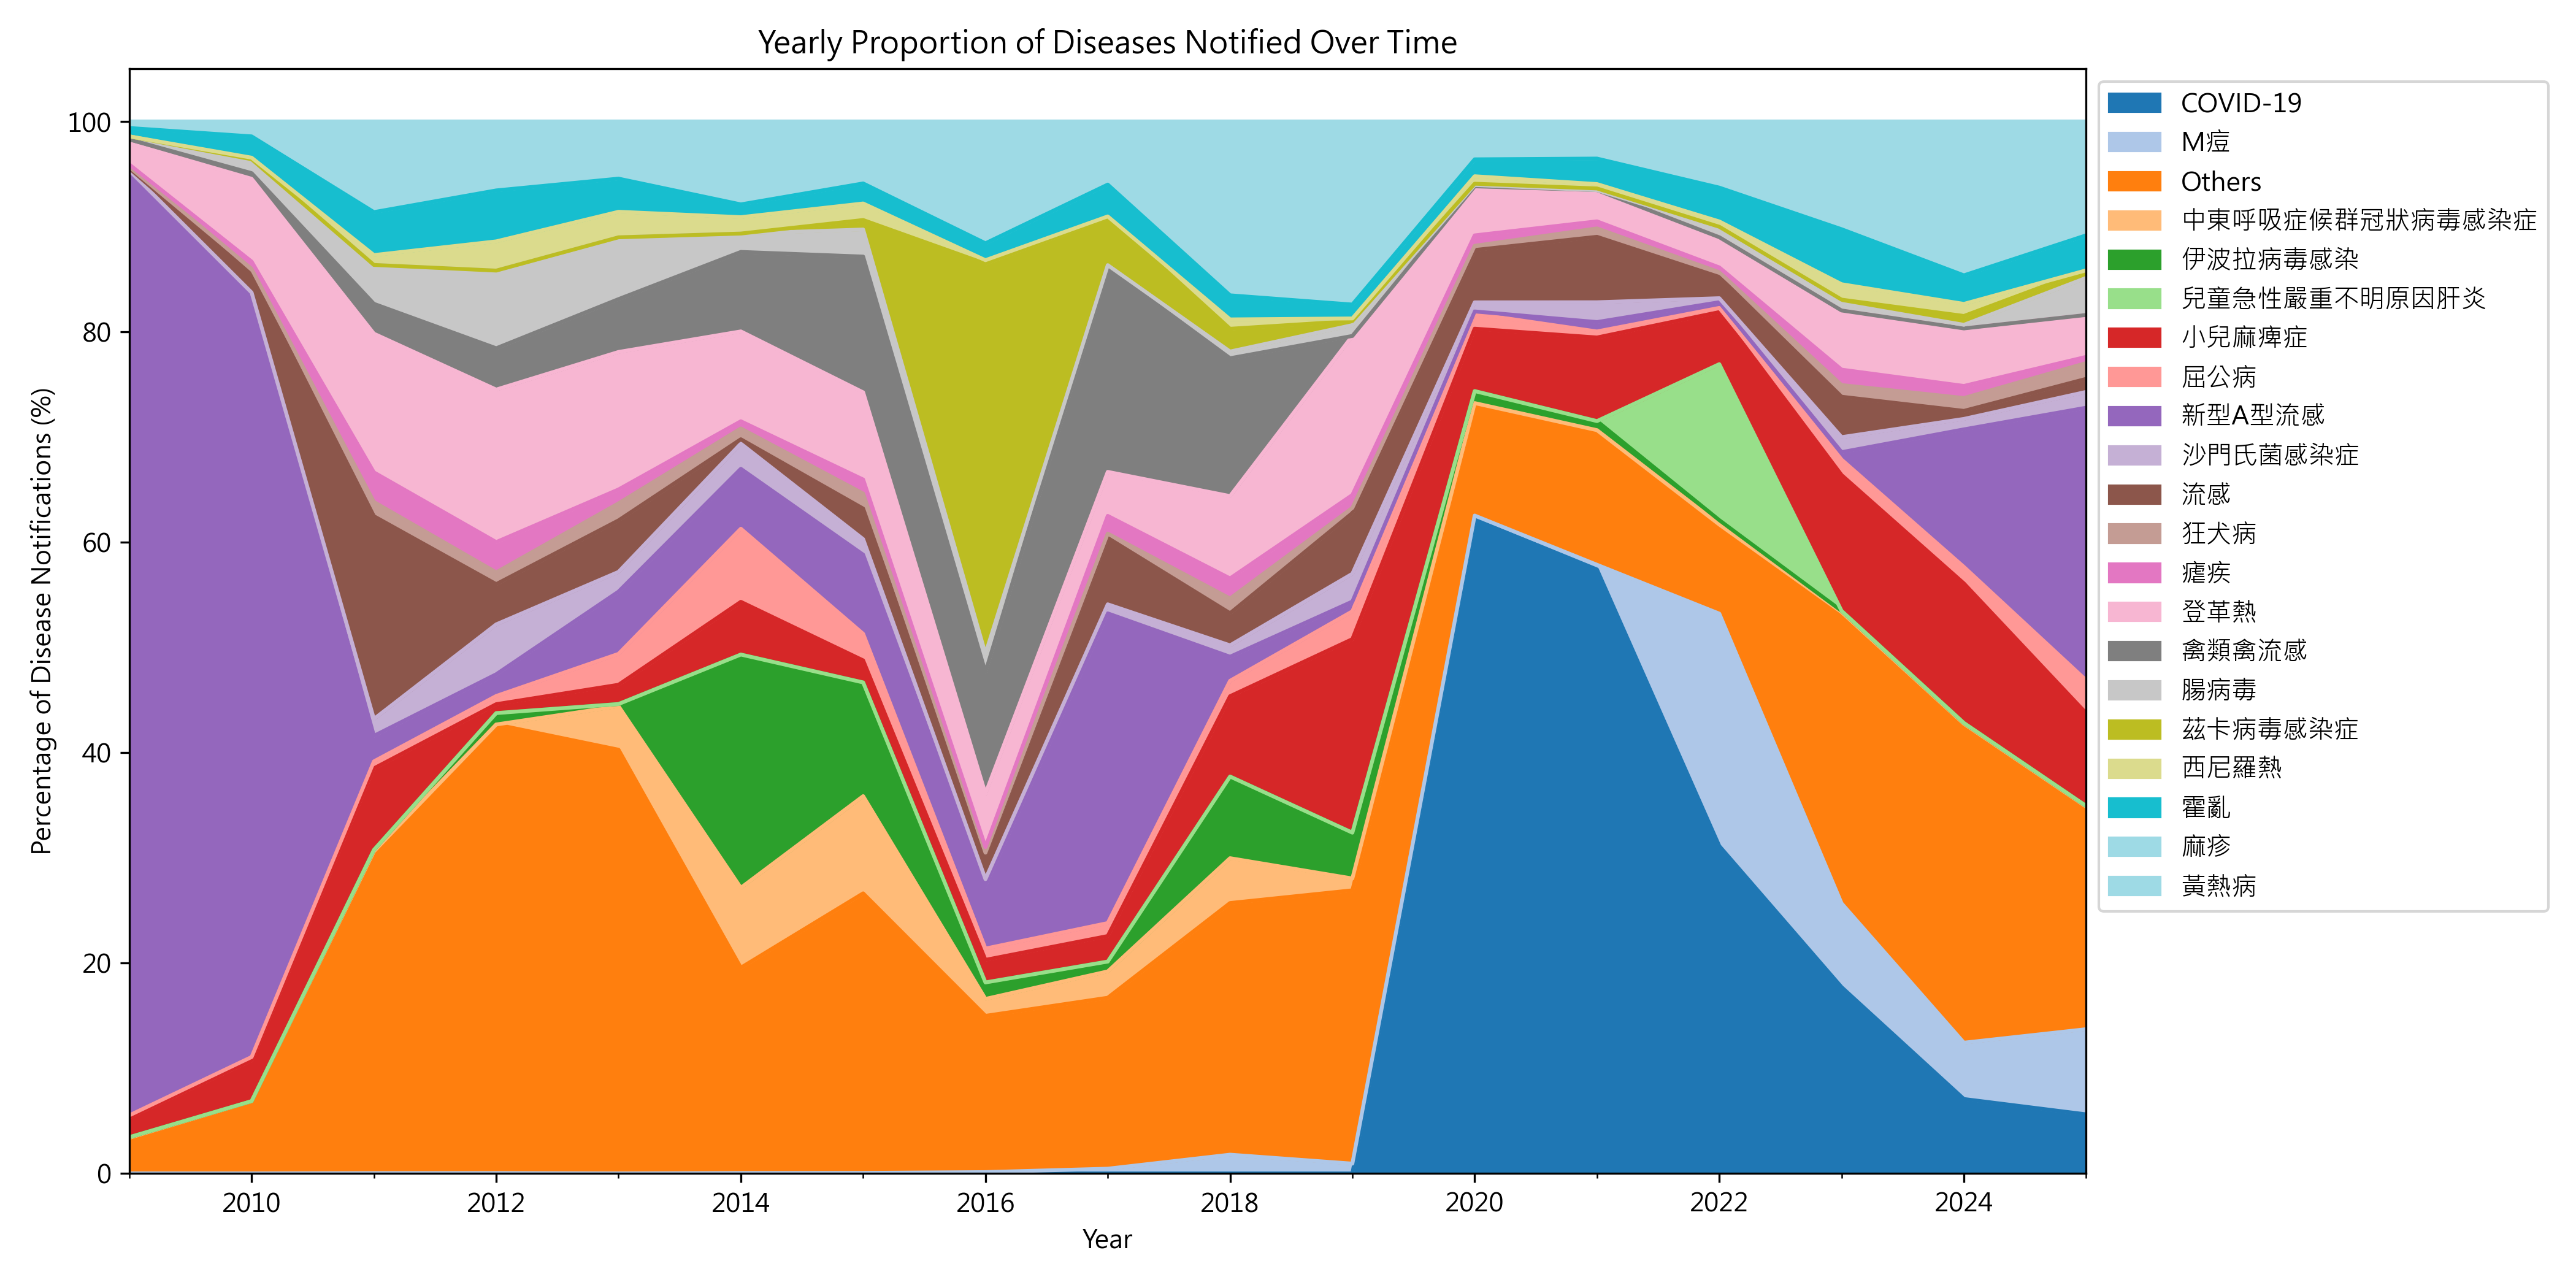 Yearly Proportion of Diseases Notified Over Time
Percentage of Disease Notifications (%)
100
80
60
40
20
0
2010 2012 2014 2016 2018 2020 2022 2024
Year
COVID-19
M痘
Others
中東呼吸症候群冠狀病毒感染症
伊波拉病毒感染
兒童急性嚴重不明原因肝炎
小兒麻痺症
屈公病
新型A型流感
沙門氏菌感染症
流感
狂犬病
瘧疾
登革熱
禽類禽流感
腸病毒
茲卡病毒感染症
西尼羅熱
霍亂
麻疹
黃熱病